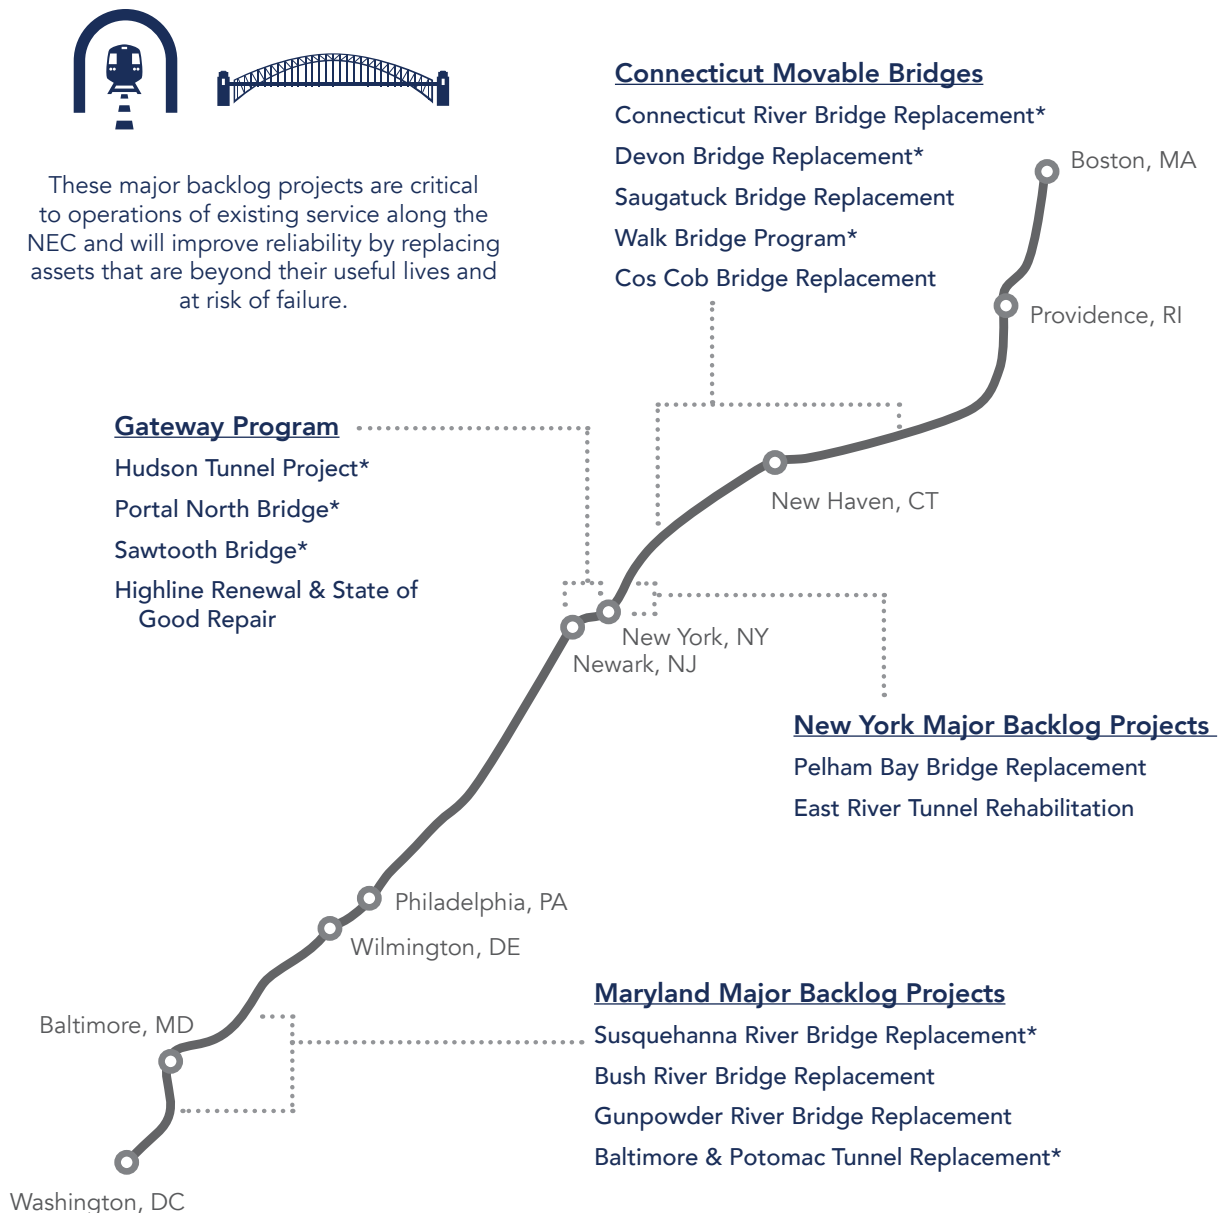 These major backlog projects are critical
to operations of existing service along the
NEC and will improve reliability by replacing
assets that are beyond their useful lives and
at risk of failure.
Connecticut Movable Bridges
Connecticut River Bridge Replacement*
Devon Bridge Replacement*
Saugatuck Bridge Replacement
Walk Bridge Program*
Cos Cob Bridge Replacement
Boston, MA
Providence, RI
Gateway Program
Hudson Tunnel Project*
Portal North Bridge*
Sawtooth Bridge*
Highline Renewal & State of
Good Repair
New Haven, CT
New York, NY
Newark, NJ
New York Major Backlog Projects
Pelham Bay Bridge Replacement
East River Tunnel Rehabilitation
Philadelphia, PA
Wilmington, DE
Baltimore, MD
Maryland Major Backlog Projects
Susquehanna River Bridge Replacement*
Bush River Bridge Replacement
Gunpowder River Bridge Replacement
Baltimore & Potomac Tunnel Replacement*
Washington, DC